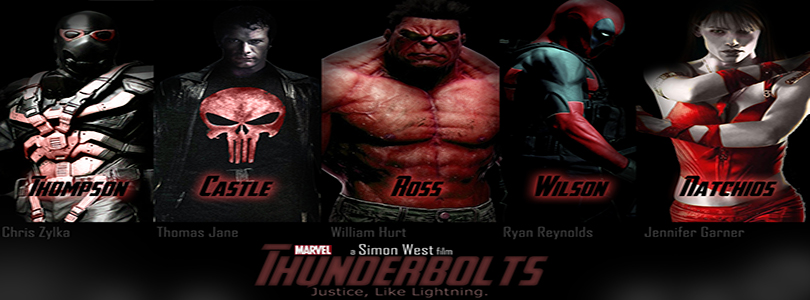 THOMPSON
CASTLE
ROSS
WILSON
NATCHIOS
Chris Zylka
Thomas Jane
William Hurt
Ryan Reynolds
Jennifer Garner
MARVEL a Simon West film
THUNDERBOLTS
Justice, Like Lightning.